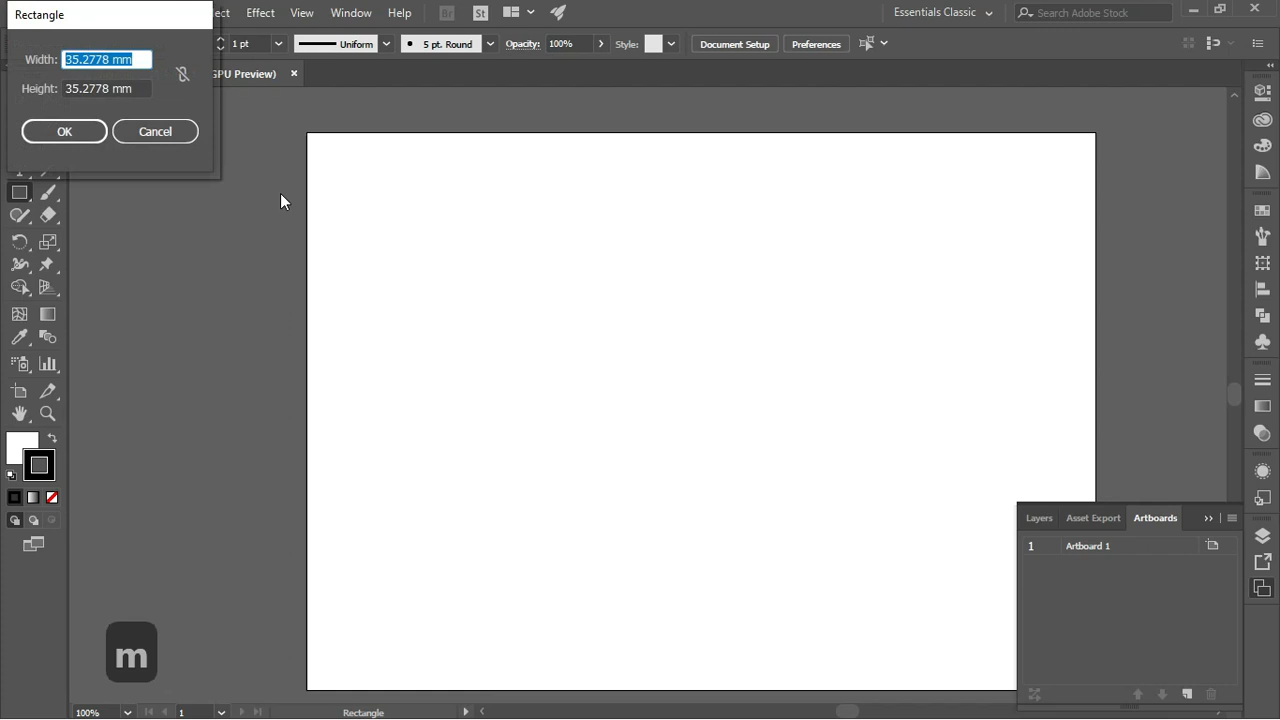 Rectangle
ect Effect View Window Help Br St Essentials Classic Search Adobe Stock
1 pt Uniform 5 pt. Round Opacity: 100% Style: Document Setup Preferences
Width: 35.2778 mm
GPU Preview) ×
Height: 35.2778 mm
OK Cancel
Layers Asset Export Artboards
1 Artboard 1
m
100% 1 Rectangle